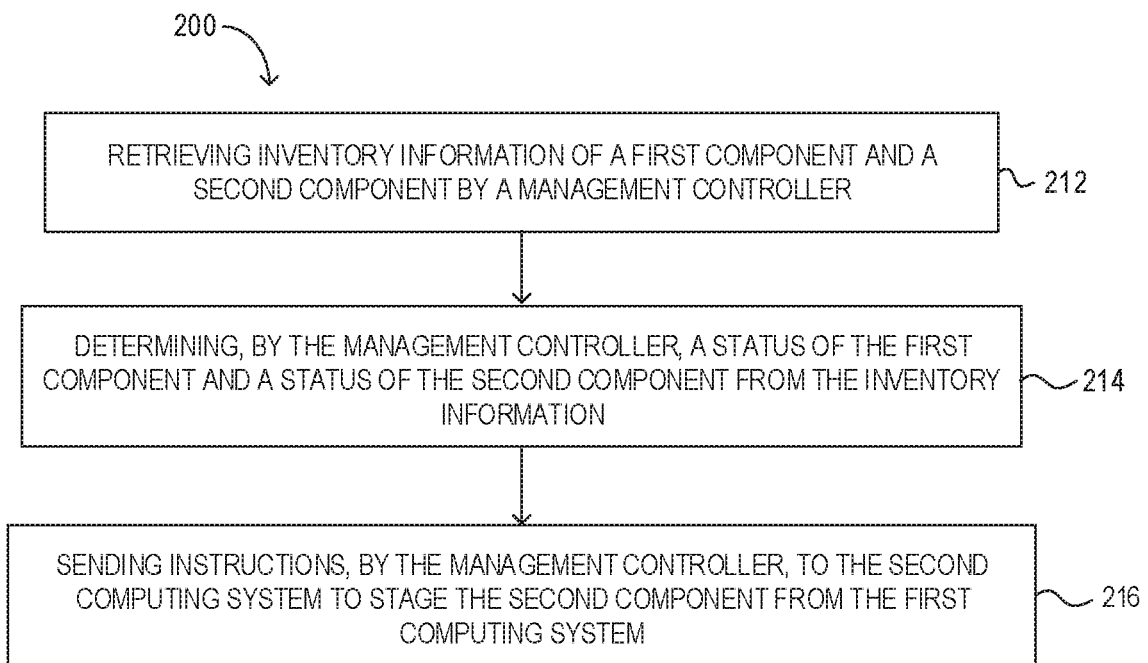 200
RETRIEVING INVENTORY INFORMATION OF A FIRST COMPONENT AND A
SECOND COMPONENT BY A MANAGEMENT CONTROLLER
212
DETERMINING, BY THE MANAGEMENT CONTROLLER, A STATUS OF THE FIRST
COMPONENT AND A STATUS OF THE SECOND COMPONENT FROM THE INVENTORY
INFORMATION
214
SENDING INSTRUCTIONS, BY THE MANAGEMENT CONTROLLER, TO THE SECOND
COMPUTING SYSTEM TO STAGE THE SECOND COMPONENT FROM THE FIRST
COMPUTING SYSTEM
216